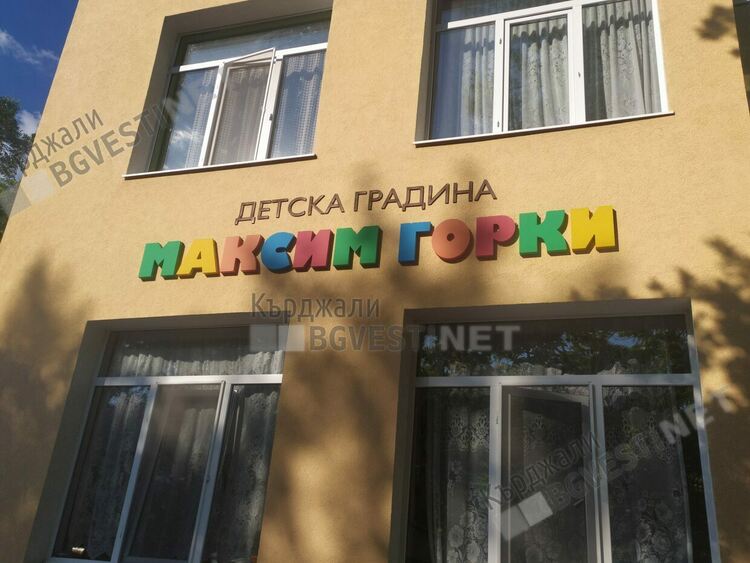 Кърджали
BGVESTI.NET
ДЕТСКА ГРАДИНА
МАКСИМ ГОРКИ
Кърджали
BGVESTI.NET
Кърджали
BGVESTI.NET